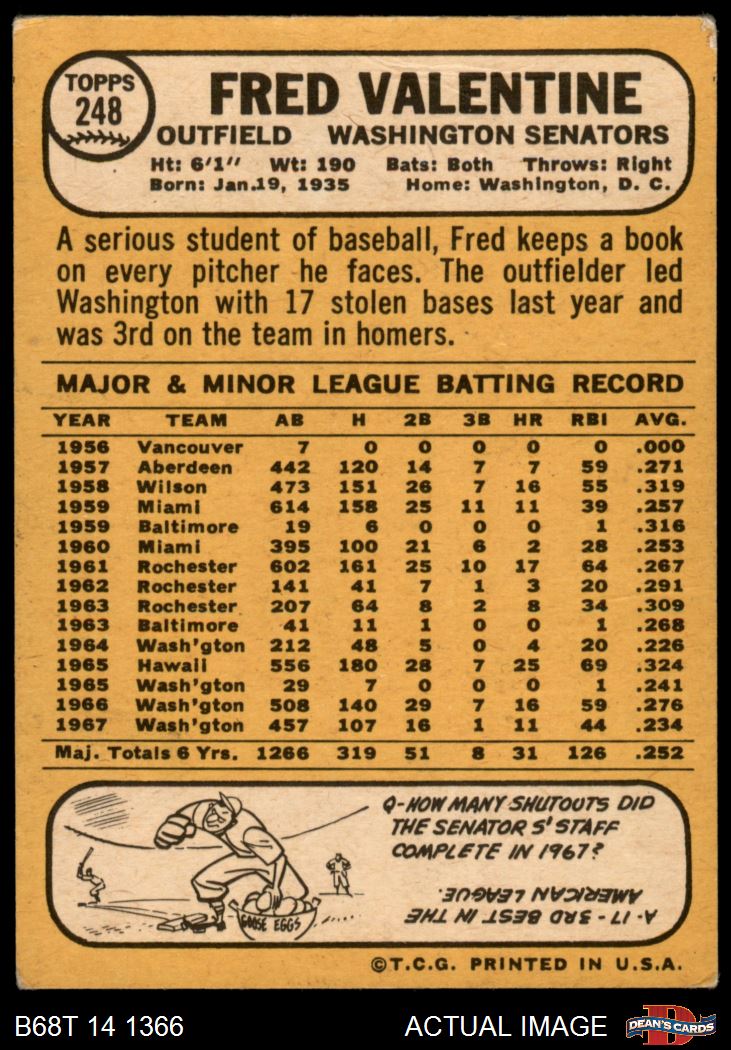 TOPPS
248
FRED VALENTINE
OUTFIELD WASHINGTON SENATORS
Ht: 6'1" Wt: 190 Bats: Both Throws: Right
Born: Jan.19, 1935 Home: Washington, D. C.
A serious student of baseball, Fred keeps a book
on every pitcher he faces. The outfielder led
Washington with 17 stolen bases last year and
was 3rd on the team in homers.
MAJOR & MINOR LEAGUE BATTING RECORD
YEAR TEAM AB H 2B 3B HR RBI AVG.
1956 Vancouver 7 0 0 0 0 0 .000
1957 Aberdeen 442 120 14 7 7 59 .271
1958 Wilson 473 151 26 7 16 55 .319
1959 Miami 614 158 25 11 11 39 .257
1959 Baltimore 19 6 0 0 0 1 .316
1960 Miami 395 100 21 6 2 28 .253
1961 Rochester 602 161 25 10 17 64 .267
1962 Rochester 141 41 7 1 3 20 .291
1963 Rochester 207 64 8 2 8 34 .309
1963 Baltimore 41 11 1 0 0 1 .268
1964 Wash'gton 212 48 5 0 4 20 .226
1965 Hawaii 556 180 28 7 25 69 .324
1965 Wash'gton 29 7 0 0 0 1 .241
1966 Wash'gton 508 140 29 7 16 59 .276
1967 Wash'gton 457 107 16 1 11 44 .234
Maj. Totals 6 Yrs. 1266 319 51 8 31 126 .252
Q-HOW MANY SHUTOUTS DID
THE SENATORS' STAFF
COMPLETE IN 1967?
A-17 - 3RD BEST IN THE
AMERICAN LEAGUE.
GOOSE EGGS
©T.C.G. PRINTED IN U.S.A.
B68T 14 1366 ACTUAL IMAGE
D
DEAN'S CARDS